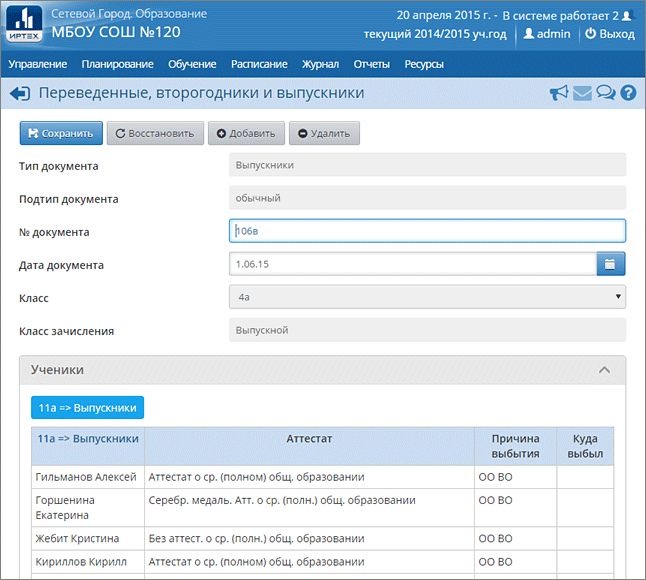 Сетевой Город. Образование
20 апреля 2015 г. - В системе работает 2
ИРТЕХ
МБОУ СОШ №120
текущий 2014/2015 уч.год
admin
Выход
Управление Планирование Обучение Расписание Журнал Отчеты Ресурсы
Переведенные, второгодники и выпускники
Сохранить Восстановить Добавить Удалить
Тип документа Выпускники
Подтип документа обычный
№ документа 106в
Дата документа 1.06.15
Класс 4а
Класс зачисления Выпускной
Ученики
11а => Выпускники
11а => Выпускники Аттестат Причина выбытия Куда выбыл
Гильманов Алексей Аттестат о ср. (полном) общ. образовании ОО ВО
Горшенина Екатерина Серебр. медаль. Атт. о ср. (полн.) общ. образовании ОО ВО
Жебит Кристина Без аттест. о ср. (полн.) общ. образовании ОО ВО
Кириллов Кирилл Аттестат о ср. (полном) общ. образовании ОО ВО